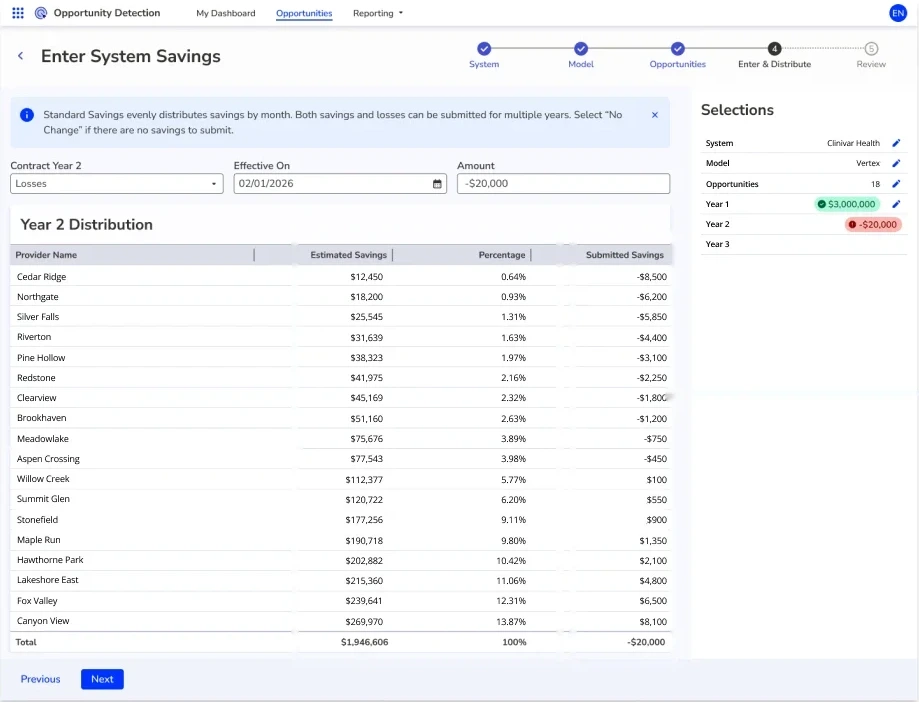 Opportunity Detection My Dashboard Opportunities Reporting EN
Enter System Savings
System Model Opportunities 4 Enter & Distribute 5 Review
Standard Savings evenly distributes savings by month. Both savings and losses can be submitted for multiple years. Select “No
Change” if there are no savings to submit.
Contract Year 2 Effective On Amount
Losses 02/01/2026 -$20,000
Year 2 Distribution
Provider Name Estimated Savings Percentage Submitted Savings
Cedar Ridge $12,450 0.64% -$8,500
Northgate $18,200 0.93% -$6,200
Silver Falls $25,545 1.31% -$5,850
Riverton $31,639 1.63% -$4,400
Pine Hollow $38,323 1.97% -$3,100
Redstone $41,975 2.16% -$2,250
Clearview $45,169 2.32% -$1,800
Brookhaven $51,160 2.63% -$1,200
Meadowlake $75,676 3.89% -$750
Aspen Crossing $77,543 3.98% -$450
Willow Creek $112,377 5.77% $100
Summit Glen $120,722 6.20% $550
Stonefield $177,256 9.11% $900
Maple Run $190,718 9.80% $1,350
Hawthorne Park $202,882 10.42% $2,100
Lakeshore East $215,360 11.06% $4,800
Fox Valley $239,641 12.31% $6,500
Canyon View $269,970 13.87% $8,100
Total $1,946,606 100% -$20,000
Previous Next
Selections
System Clinivar Health
Model Vertex
Opportunities 18
Year 1 $3,000,000
Year 2 -$20,000
Year 3